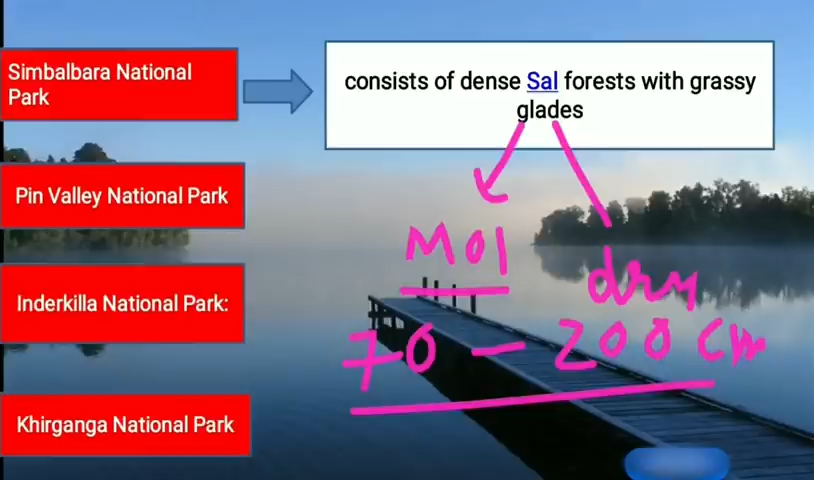 Simbalbara National
Park
consists of dense Sal forests with grassy
glades
Pin Valley National Park
Inderkilla National Park:
Khirganga National Park
MOI
dry
70 - 200 cm